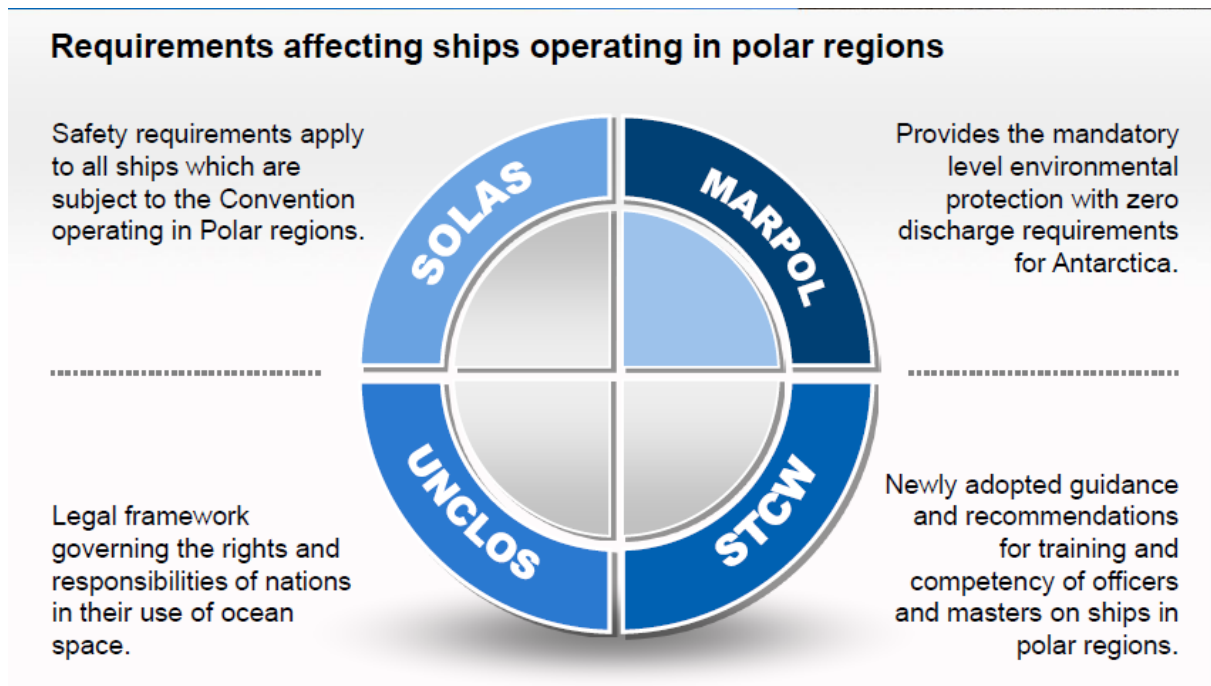 Requirements affecting ships operating in polar regions
Safety requirements apply
to all ships which are
subject to the Convention
operating in Polar regions.
SOLAS
MARPOL
Provides the mandatory
level environmental
protection with zero
discharge requirements
for Antarctica.
Legal framework
governing the rights and
responsibilities of nations
in their use of ocean
space.
UNCLOS
STCW
Newly adopted guidance
and recommendations
for training and
competency of officers
and masters on ships in
polar regions.